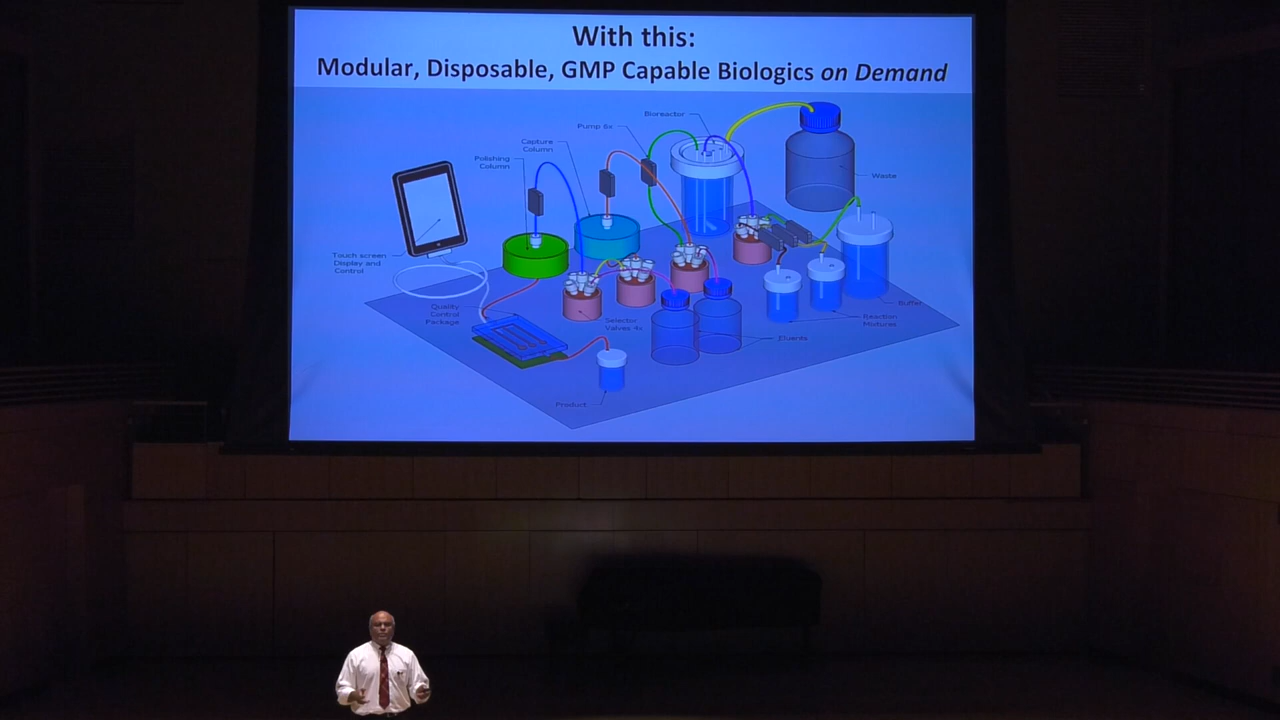 With this:
Modular, Disposable, GMP Capable Biologics on Demand
Bioreactor
Pump 8x
Capture
Column
Polishing
Column
Waste
Touch screen
Display and
Control
Quality
Control
Package
Selector
Valves 4x
Buffer
Reaction
Mixtures
Eluents
Product